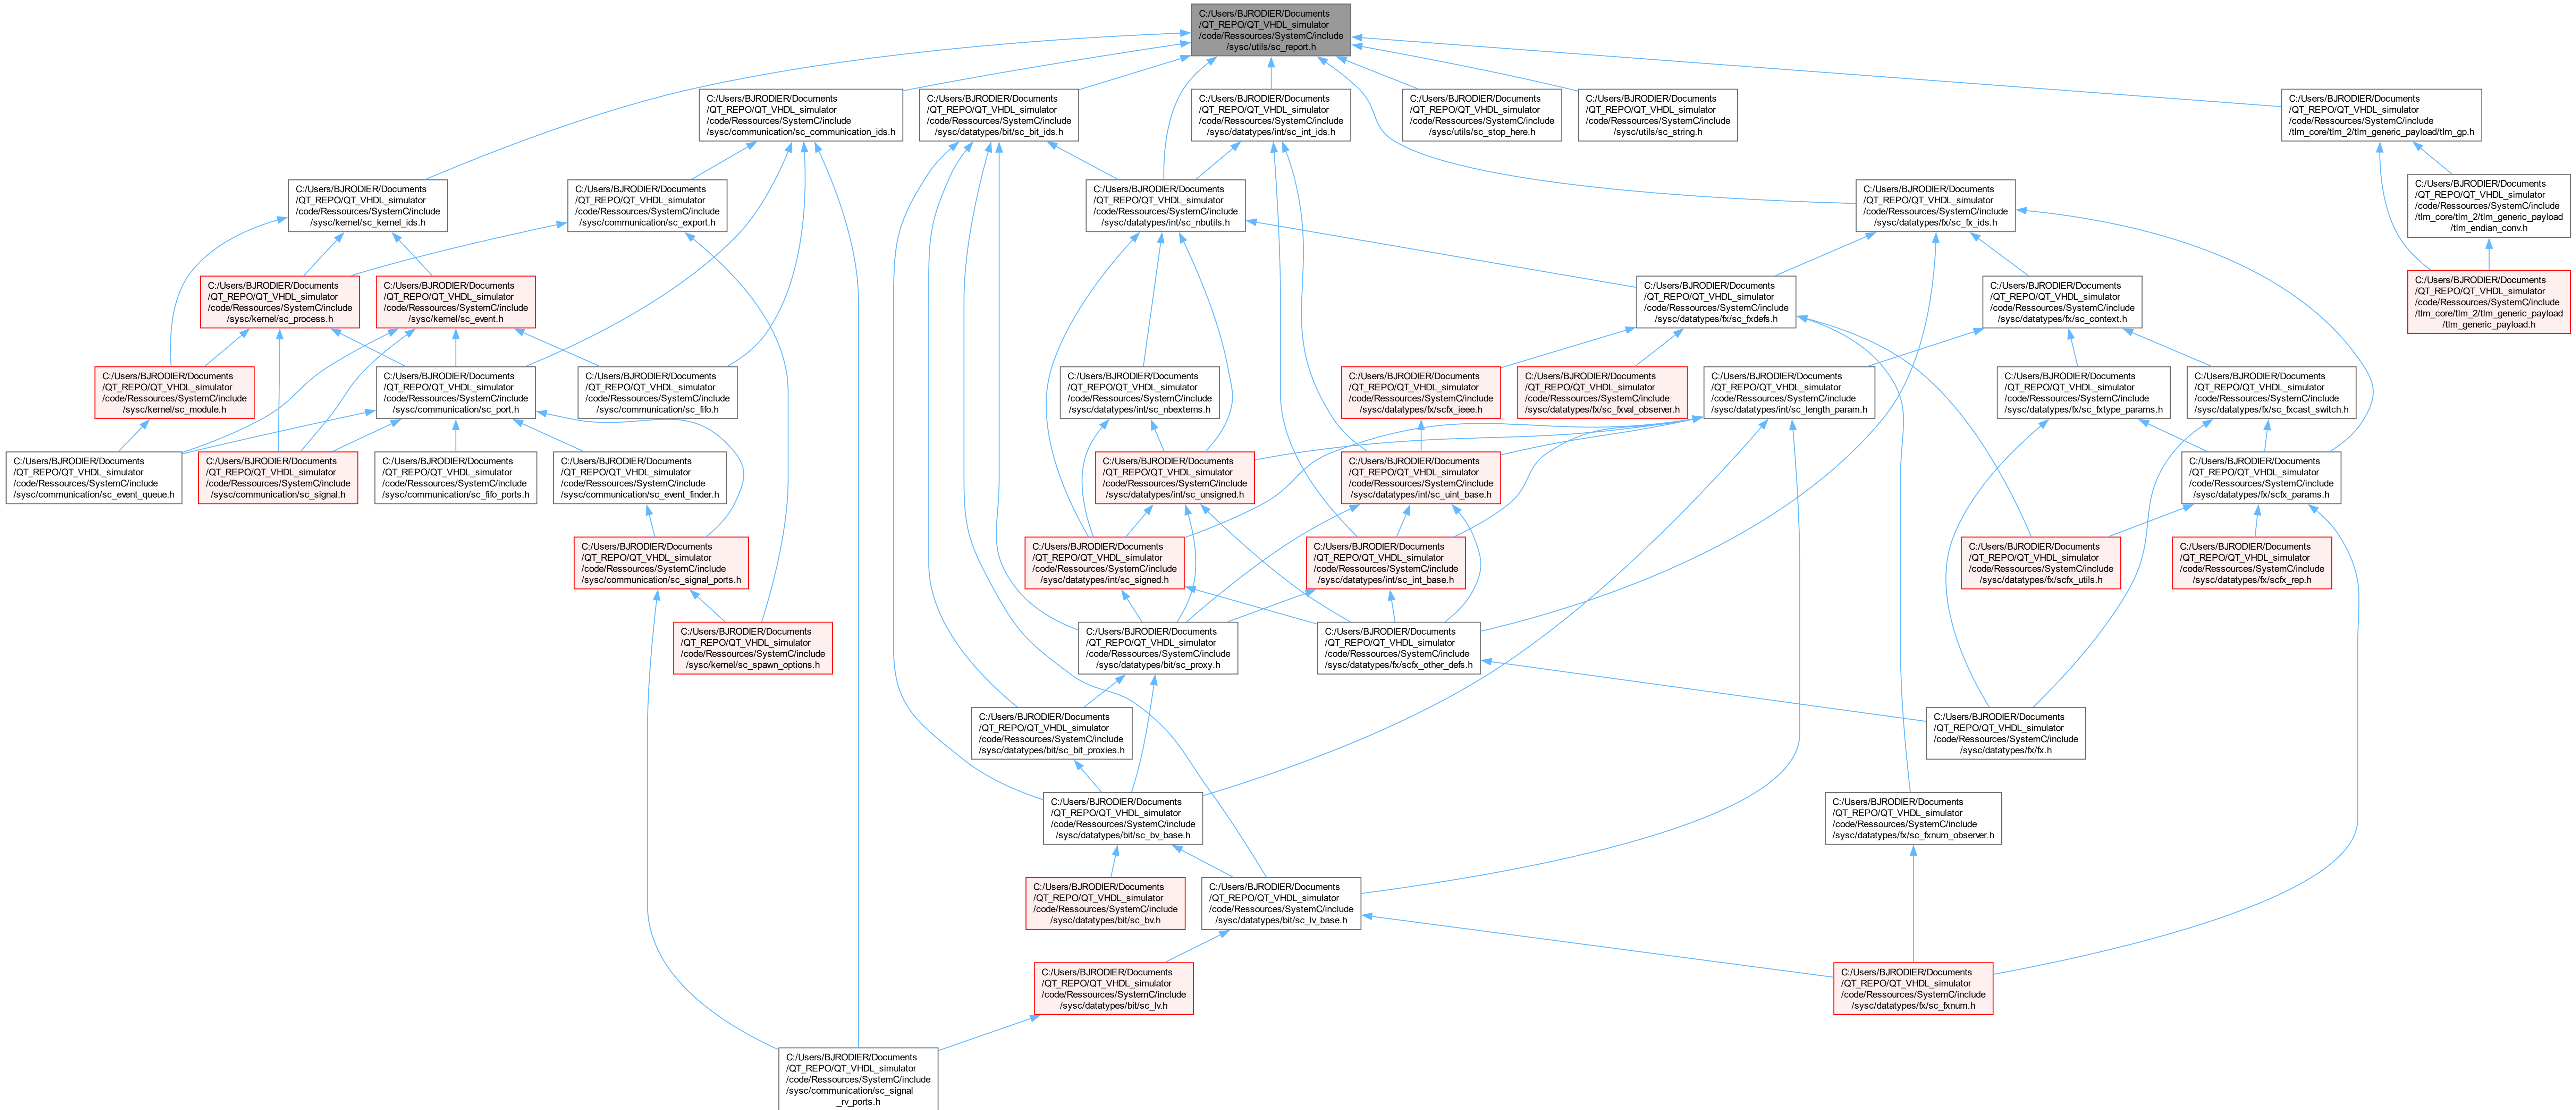 C:/Users/BJRODIER/Documents
/QT_REPO/QT_VHDL_simulator
/code/Ressources/SystemC/include
/sysc/utils/sc_report.h
C:/Users/BJRODIER/Documents
/QT_REPO/QT_VHDL_simulator
/code/Ressources/SystemC/include
/sysc/communication/sc_communication_ids.h
C:/Users/BJRODIER/Documents
/QT_REPO/QT_VHDL_simulator
/code/Ressources/SystemC/include
/sysc/datatypes/bit/sc_bit_ids.h
C:/Users/BJRODIER/Documents
/QT_REPO/QT_VHDL_simulator
/code/Ressources/SystemC/include
/sysc/datatypes/int/sc_int_ids.h
C:/Users/BJRODIER/Documents
/QT_REPO/QT_VHDL_simulator
/code/Ressources/SystemC/include
/sysc/utils/sc_stop_here.h
C:/Users/BJRODIER/Documents
/QT_REPO/QT_VHDL_simulator
/code/Ressources/SystemC/include
/sysc/utils/sc_string.h
C:/Users/BJRODIER/Documents
/QT_REPO/QT_VHDL_simulator
/code/Ressources/SystemC/include
/tlm_core/tlm_2/tlm_generic_payload/tlm_gp.h
C:/Users/BJRODIER/Documents
/QT_REPO/QT_VHDL_simulator
/code/Ressources/SystemC/include
/sysc/kernel/sc_kernel_ids.h
C:/Users/BJRODIER/Documents
/QT_REPO/QT_VHDL_simulator
/code/Ressources/SystemC/include
/sysc/communication/sc_export.h
C:/Users/BJRODIER/Documents
/QT_REPO/QT_VHDL_simulator
/code/Ressources/SystemC/include
/sysc/datatypes/int/sc_nbutils.h
C:/Users/BJRODIER/Documents
/QT_REPO/QT_VHDL_simulator
/code/Ressources/SystemC/include
/sysc/datatypes/fx/sc_fx_ids.h
C:/Users/BJRODIER/Documents
/QT_REPO/QT_VHDL_simulator
/code/Ressources/SystemC/include
/tlm_core/tlm_2/tlm_generic_payload
/tlm_endian_conv.h
C:/Users/BJRODIER/Documents
/QT_REPO/QT_VHDL_simulator
/code/Ressources/SystemC/include
/sysc/kernel/sc_process.h
C:/Users/BJRODIER/Documents
/QT_REPO/QT_VHDL_simulator
/code/Ressources/SystemC/include
/sysc/kernel/sc_event.h
C:/Users/BJRODIER/Documents
/QT_REPO/QT_VHDL_simulator
/code/Ressources/SystemC/include
/sysc/datatypes/fx/sc_fxdefs.h
C:/Users/BJRODIER/Documents
/QT_REPO/QT_VHDL_simulator
/code/Ressources/SystemC/include
/sysc/datatypes/fx/sc_context.h
C:/Users/BJRODIER/Documents
/QT_REPO/QT_VHDL_simulator
/code/Ressources/SystemC/include
/tlm_core/tlm_2/tlm_generic_payload
/tlm_generic_payload.h
C:/Users/BJRODIER/Documents
/QT_REPO/QT_VHDL_simulator
/code/Ressources/SystemC/include
/sysc/kernel/sc_module.h
C:/Users/BJRODIER/Documents
/QT_REPO/QT_VHDL_simulator
/code/Ressources/SystemC/include
/sysc/communication/sc_port.h
C:/Users/BJRODIER/Documents
/QT_REPO/QT_VHDL_simulator
/code/Ressources/SystemC/include
/sysc/communication/sc_fifo.h
C:/Users/BJRODIER/Documents
/QT_REPO/QT_VHDL_simulator
/code/Ressources/SystemC/include
/sysc/datatypes/int/sc_nbexterns.h
C:/Users/BJRODIER/Documents
/QT_REPO/QT_VHDL_simulator
/code/Ressources/SystemC/include
/sysc/datatypes/fx/scfx_ieee.h
C:/Users/BJRODIER/Documents
/QT_REPO/QT_VHDL_simulator
/code/Ressources/SystemC/include
/sysc/datatypes/fx/sc_fxval_observer.h
C:/Users/BJRODIER/Documents
/QT_REPO/QT_VHDL_simulator
/code/Ressources/SystemC/include
/sysc/datatypes/int/sc_length_param.h
C:/Users/BJRODIER/Documents
/QT_REPO/QT_VHDL_simulator
/code/Ressources/SystemC/include
/sysc/datatypes/fx/sc_fxtype_params.h
C:/Users/BJRODIER/Documents
/QT_REPO/QT_VHDL_simulator
/code/Ressources/SystemC/include
/sysc/datatypes/fx/sc_fxcast_switch.h
C:/Users/BJRODIER/Documents
/QT_REPO/QT_VHDL_simulator
/code/Ressources/SystemC/include
/sysc/communication/sc_event_queue.h
C:/Users/BJRODIER/Documents
/QT_REPO/QT_VHDL_simulator
/code/Ressources/SystemC/include
/sysc/communication/sc_signal.h
C:/Users/BJRODIER/Documents
/QT_REPO/QT_VHDL_simulator
/code/Ressources/SystemC/include
/sysc/communication/sc_fifo_ports.h
C:/Users/BJRODIER/Documents
/QT_REPO/QT_VHDL_simulator
/code/Ressources/SystemC/include
/sysc/communication/sc_event_finder.h
C:/Users/BJRODIER/Documents
/QT_REPO/QT_VHDL_simulator
/code/Ressources/SystemC/include
/sysc/datatypes/int/sc_unsigned.h
C:/Users/BJRODIER/Documents
/QT_REPO/QT_VHDL_simulator
/code/Ressources/SystemC/include
/sysc/datatypes/int/sc_uint_base.h
C:/Users/BJRODIER/Documents
/QT_REPO/QT_VHDL_simulator
/code/Ressources/SystemC/include
/sysc/datatypes/fx/scfx_params.h
C:/Users/BJRODIER/Documents
/QT_REPO/QT_VHDL_simulator
/code/Ressources/SystemC/include
/sysc/communication/sc_signal_ports.h
C:/Users/BJRODIER/Documents
/QT_REPO/QT_VHDL_simulator
/code/Ressources/SystemC/include
/sysc/datatypes/int/sc_signed.h
C:/Users/BJRODIER/Documents
/QT_REPO/QT_VHDL_simulator
/code/Ressources/SystemC/include
/sysc/datatypes/int/sc_int_base.h
C:/Users/BJRODIER/Documents
/QT_REPO/QT_VHDL_simulator
/code/Ressources/SystemC/include
/sysc/datatypes/fx/scfx_utils.h
C:/Users/BJRODIER/Documents
/QT_REPO/QT_VHDL_simulator
/code/Ressources/SystemC/include
/sysc/datatypes/fx/scfx_rep.h
C:/Users/BJRODIER/Documents
/QT_REPO/QT_VHDL_simulator
/code/Ressources/SystemC/include
/sysc/kernel/sc_spawn_options.h
C:/Users/BJRODIER/Documents
/QT_REPO/QT_VHDL_simulator
/code/Ressources/SystemC/include
/sysc/datatypes/bit/sc_proxy.h
C:/Users/BJRODIER/Documents
/QT_REPO/QT_VHDL_simulator
/code/Ressources/SystemC/include
/sysc/datatypes/fx/scfx_other_defs.h
C:/Users/BJRODIER/Documents
/QT_REPO/QT_VHDL_simulator
/code/Ressources/SystemC/include
/sysc/datatypes/bit/sc_bit_proxies.h
C:/Users/BJRODIER/Documents
/QT_REPO/QT_VHDL_simulator
/code/Ressources/SystemC/include
/sysc/datatypes/fx/fx.h
C:/Users/BJRODIER/Documents
/QT_REPO/QT_VHDL_simulator
/code/Ressources/SystemC/include
/sysc/datatypes/bit/sc_bv_base.h
C:/Users/BJRODIER/Documents
/QT_REPO/QT_VHDL_simulator
/code/Ressources/SystemC/include
/sysc/datatypes/fx/sc_fxnum_observer.h
C:/Users/BJRODIER/Documents
/QT_REPO/QT_VHDL_simulator
/code/Ressources/SystemC/include
/sysc/datatypes/bit/sc_bv.h
C:/Users/BJRODIER/Documents
/QT_REPO/QT_VHDL_simulator
/code/Ressources/SystemC/include
/sysc/datatypes/bit/sc_lv_base.h
C:/Users/BJRODIER/Documents
/QT_REPO/QT_VHDL_simulator
/code/Ressources/SystemC/include
/sysc/datatypes/bit/sc_lv.h
C:/Users/BJRODIER/Documents
/QT_REPO/QT_VHDL_simulator
/code/Ressources/SystemC/include
/sysc/datatypes/fx/sc_fxnum.h
C:/Users/BJRODIER/Documents
/QT_REPO/QT_VHDL_simulator
/code/Ressources/SystemC/include
/sysc/communication/sc_signal
_rv_ports.h